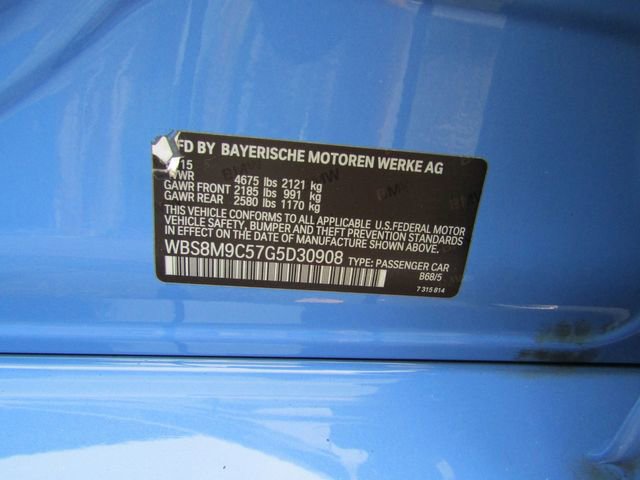 FD BY BAYERISCHE MOTOREN WERKE AG
15
WR 4675 lbs 2121 kg
GAWR FRONT 2185 lbs 991 kg
GAWR REAR 2580 lbs 1170 kg
THIS VEHICLE CONFORMS TO ALL APPLICABLE U.S.FEDERAL MOTOR
VEHICLE SAFETY, BUMPER AND THEFT PREVENTION STANDARDS
IN EFFECT ON THE DATE OF MANUFACTURE SHOWN ABOVE.
WBS8M9C57G5D30908 TYPE: PASSENGER CAR
B68/5
7 315 814